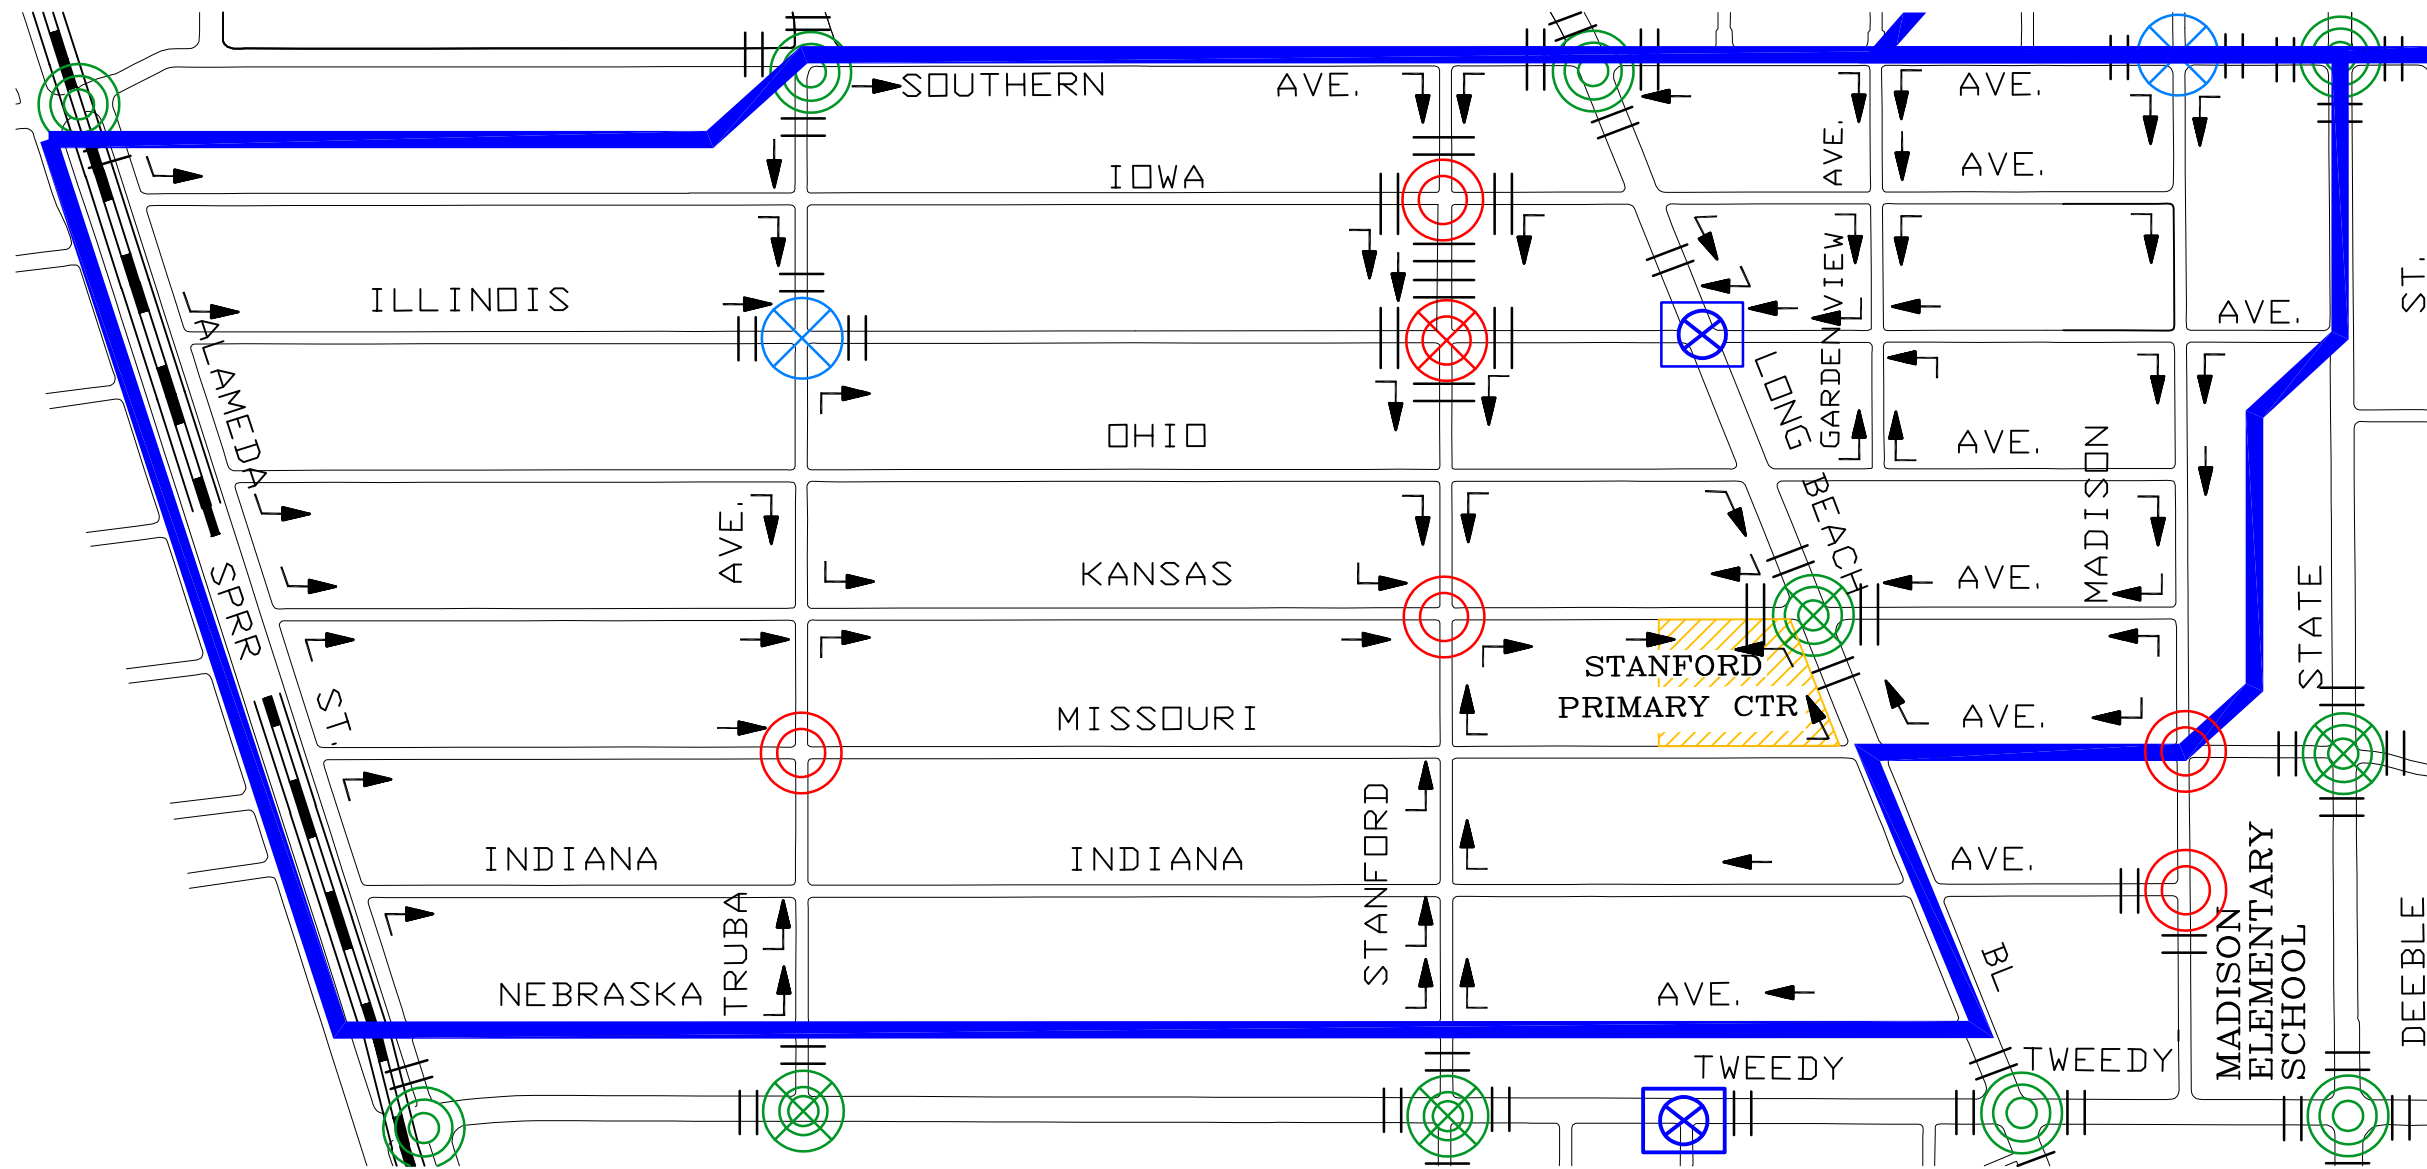 SOUTHERN AVE. AVE.
IOWA AVE. AVE.
ILLINOIS AVE.
GARDENVIEW
ST.
ALAMEDA
LONG
OHIO AVE.
MADISON
BEACH
AVE.
KANSAS AVE.
SPRR
STATE
STANFORD
PRIMARY CTR
ST.
MISSOURI AVE.
STANFORD
INDIANA INDIANA AVE.
TRUBA
NEBRASKA AVE.
BL
MADISON
ELEMENTARY
SCHOOL
DEEBLE
TWEEDY TWEEDY